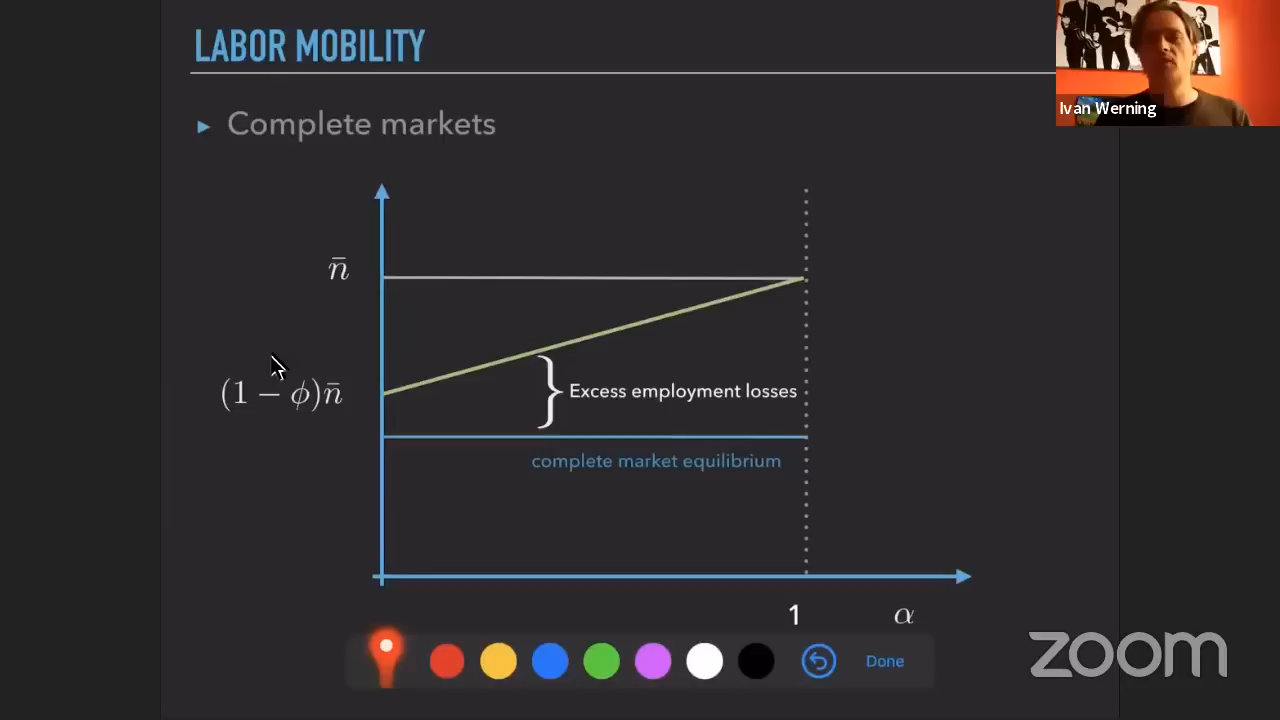 LABOR MOBILITY
Ivan Werning
► Complete markets
n̄
(1 − ϕ)n̄
Excess employment losses
complete market equilibrium
1
α
Done
zoom